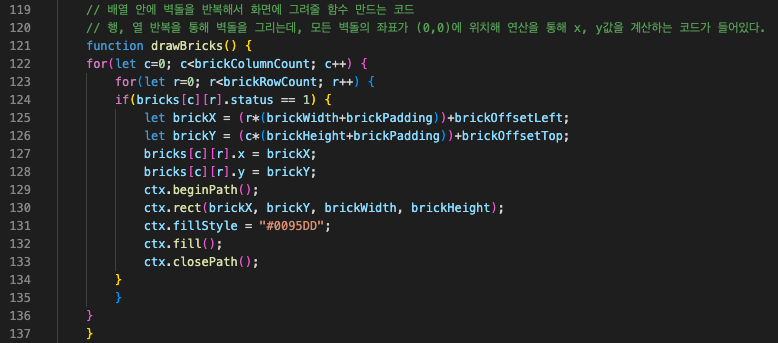 119 // 배열 안에 벽돌을 반복해서 화면에 그려줄 함수 만드는 코드
120 // 행, 열 반복을 통해 벽돌을 그리는데, 모든 벽돌의 좌표가 (0,0)에 위치해 연산을 통해 x, y값을 계산하는 코드가 들어있다.
121 function drawBricks() {
122 for(let c=0; c<brickColumnCount; c++) {
123 for(let r=0; r<brickRowCount; r++) {
124 if(bricks[c][r].status == 1) {
125 let brickX = (r*(brickWidth+brickPadding))+brickOffsetLeft;
126 let brickY = (c*(brickHeight+brickPadding))+brickOffsetTop;
127 bricks[c][r].x = brickX;
128 bricks[c][r].y = brickY;
129 ctx.beginPath();
130 ctx.rect(brickX, brickY, brickWidth, brickHeight);
131 ctx.fillStyle = "#0095DD";
132 ctx.fill();
133 ctx.closePath();
134 }
135 }
136 }
137 }